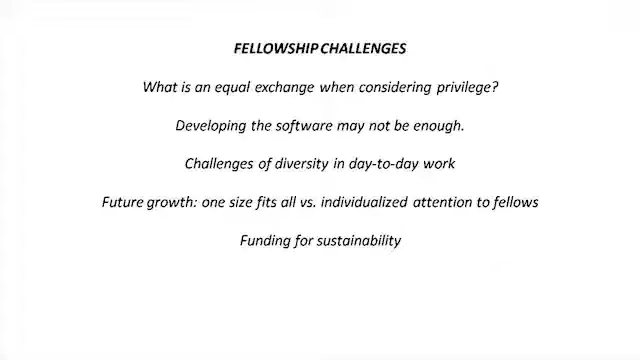 FELLOWSHIP CHALLENGES
What is an equal exchange when considering privilege?
Developing the software may not be enough.
Challenges of diversity in day-to-day work
Future growth: one size fits all vs. individualized attention to fellows
Funding for sustainability